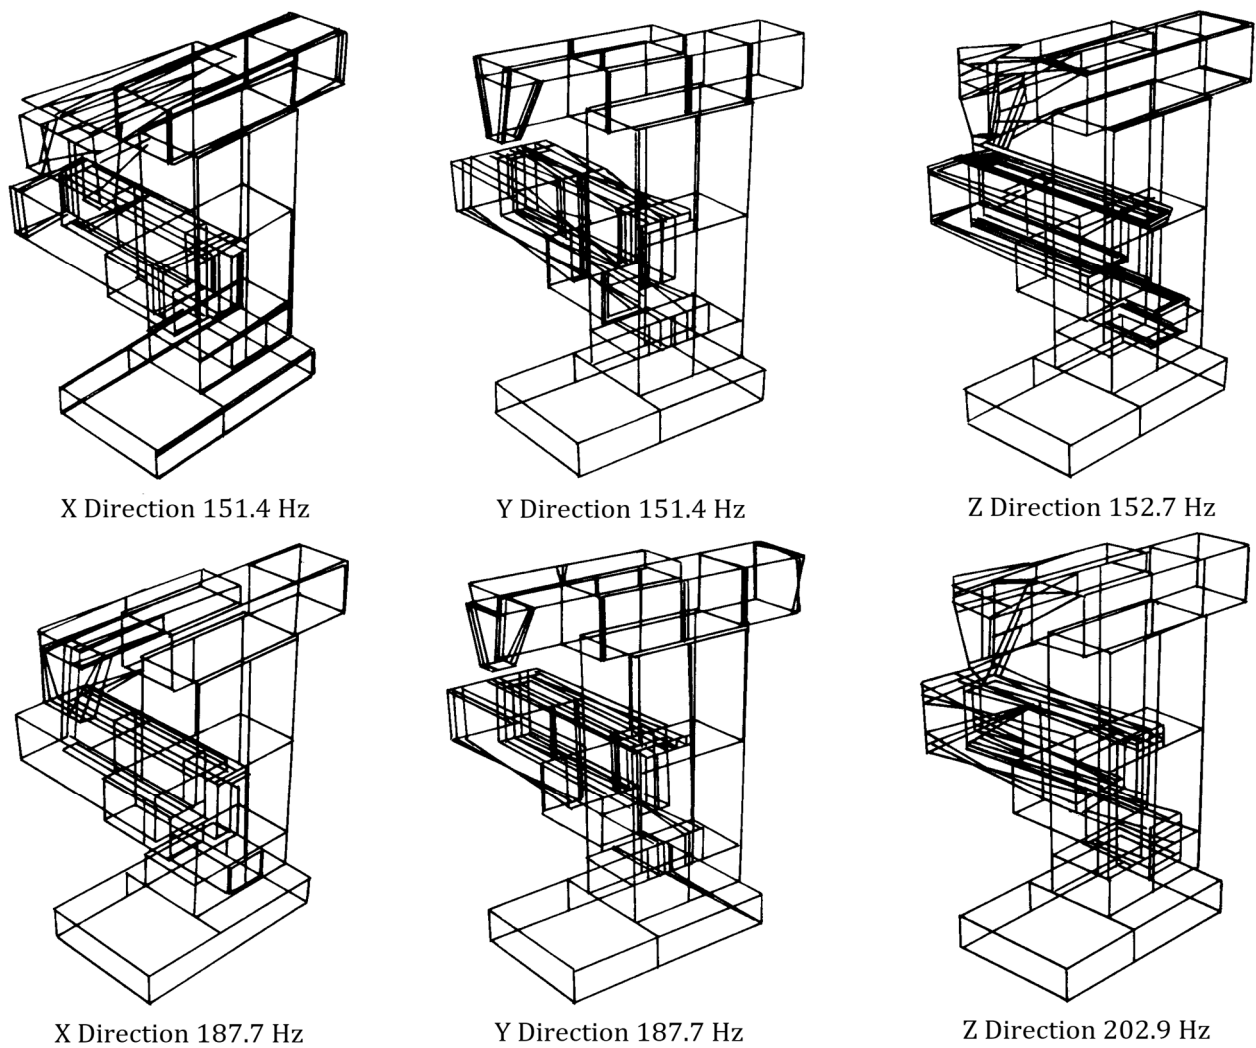 X Direction 151.4 Hz
Y Direction 151.4 Hz
Z Direction 152.7 Hz
X Direction 187.7 Hz
Y Direction 187.7 Hz
Z Direction 202.9 Hz